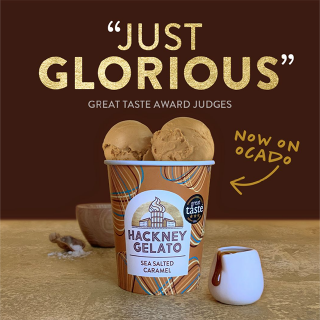 “JUST
GLORIOUS”
GREAT TASTE AWARD JUDGES
NOW ON
OCADO
great
taste
HACKNEY
GELATO
SEA SALTED
CARAMEL